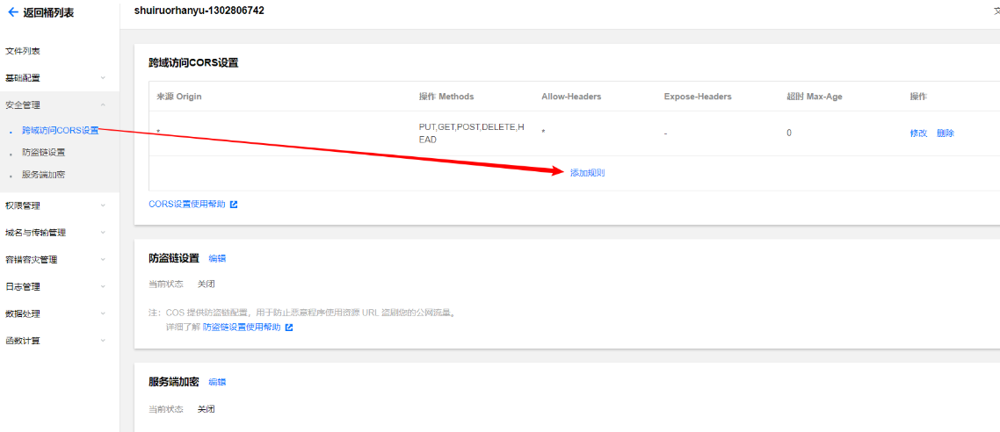 返回桶列表
shuiruorhanyu-1302806742
文件列表
基础配置
安全管理
跨域访问CORS设置
防盗链设置
服务端加密
权限管理
域名与传输管理
容错容灾管理
日志管理
数据处理
函数计算
跨域访问CORS设置
来源 Origin 操作 Methods Allow-Headers Expose-Headers 超时 Max-Age 操作
* PUT,GET,POST,DELETE,H * - 0 修改 删除
EAD
添加规则
CORS设置使用帮助
防盗链设置 编辑
当前状态 关闭
注：COS 提供防盗链配置，用于防止恶意程序使用资源 URL 盗刷您的公网流量。
详细了解 防盗链设置使用帮助
服务端加密 编辑
当前状态 关闭